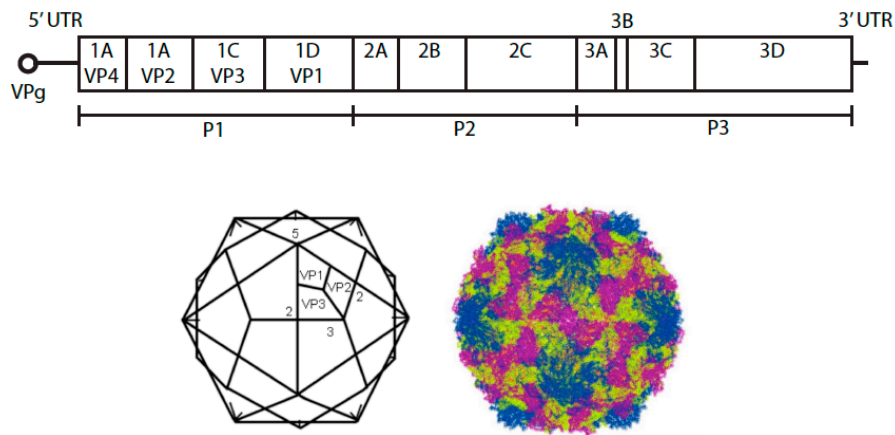 3B
5′ UTR
3′ UTR
1A
VP4
1A
VP2
1C
VP3
1D
VP1
2A
2B
2C
3A
3C
3D
VPg
P1
P2
P3
5
VP1
VP2
2
VP3
2
3